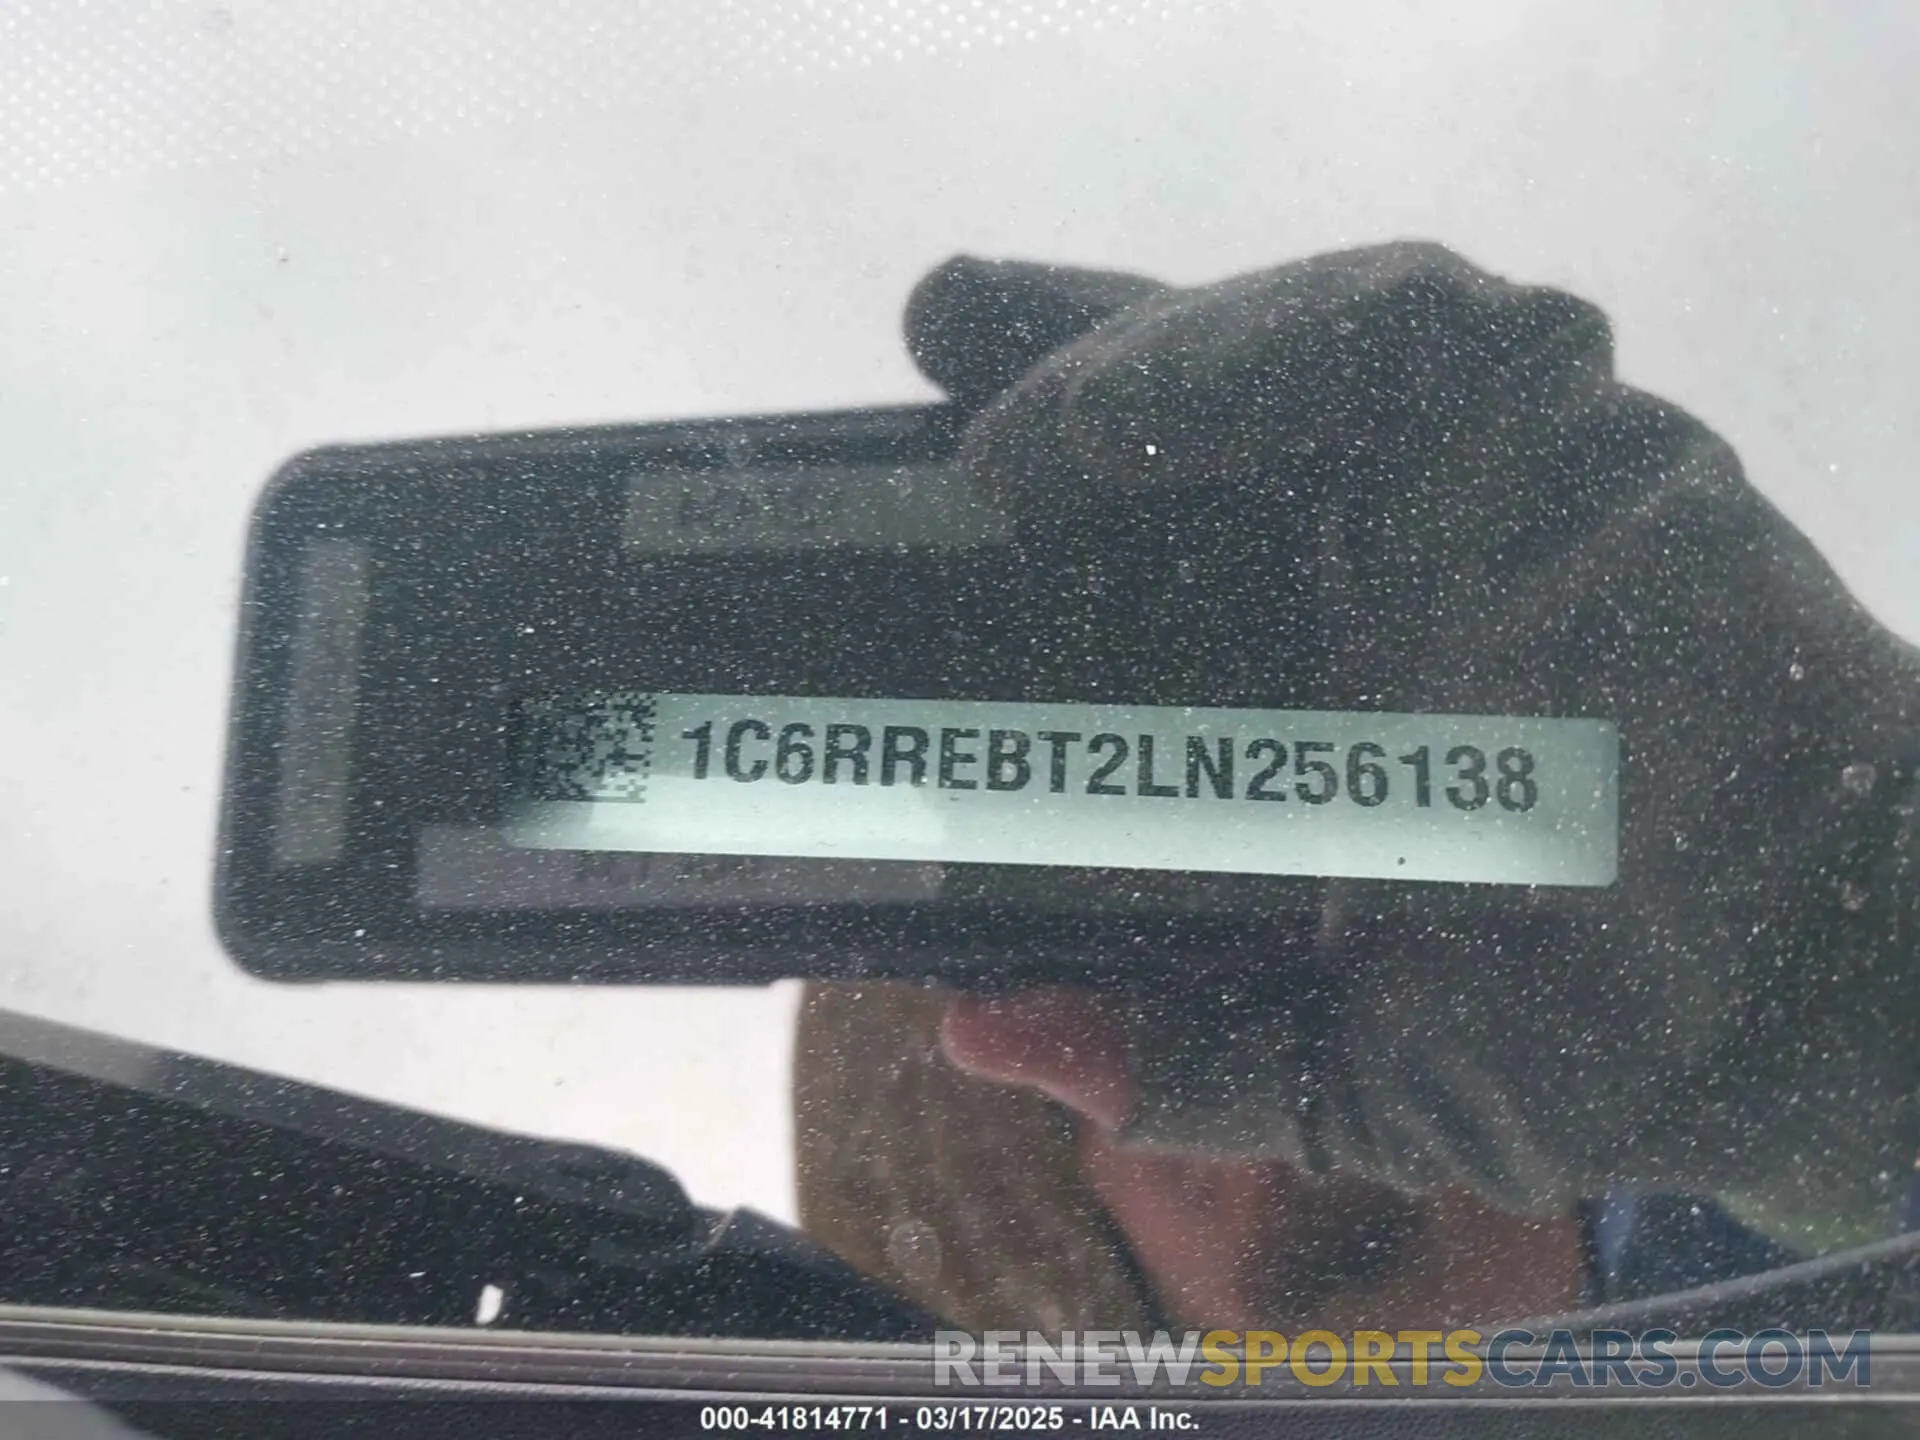 1C6RREBT2LN256138
RENEWSPORTSCARS.COM
000-41814771 - 03/17/2025 - IAA Inc.